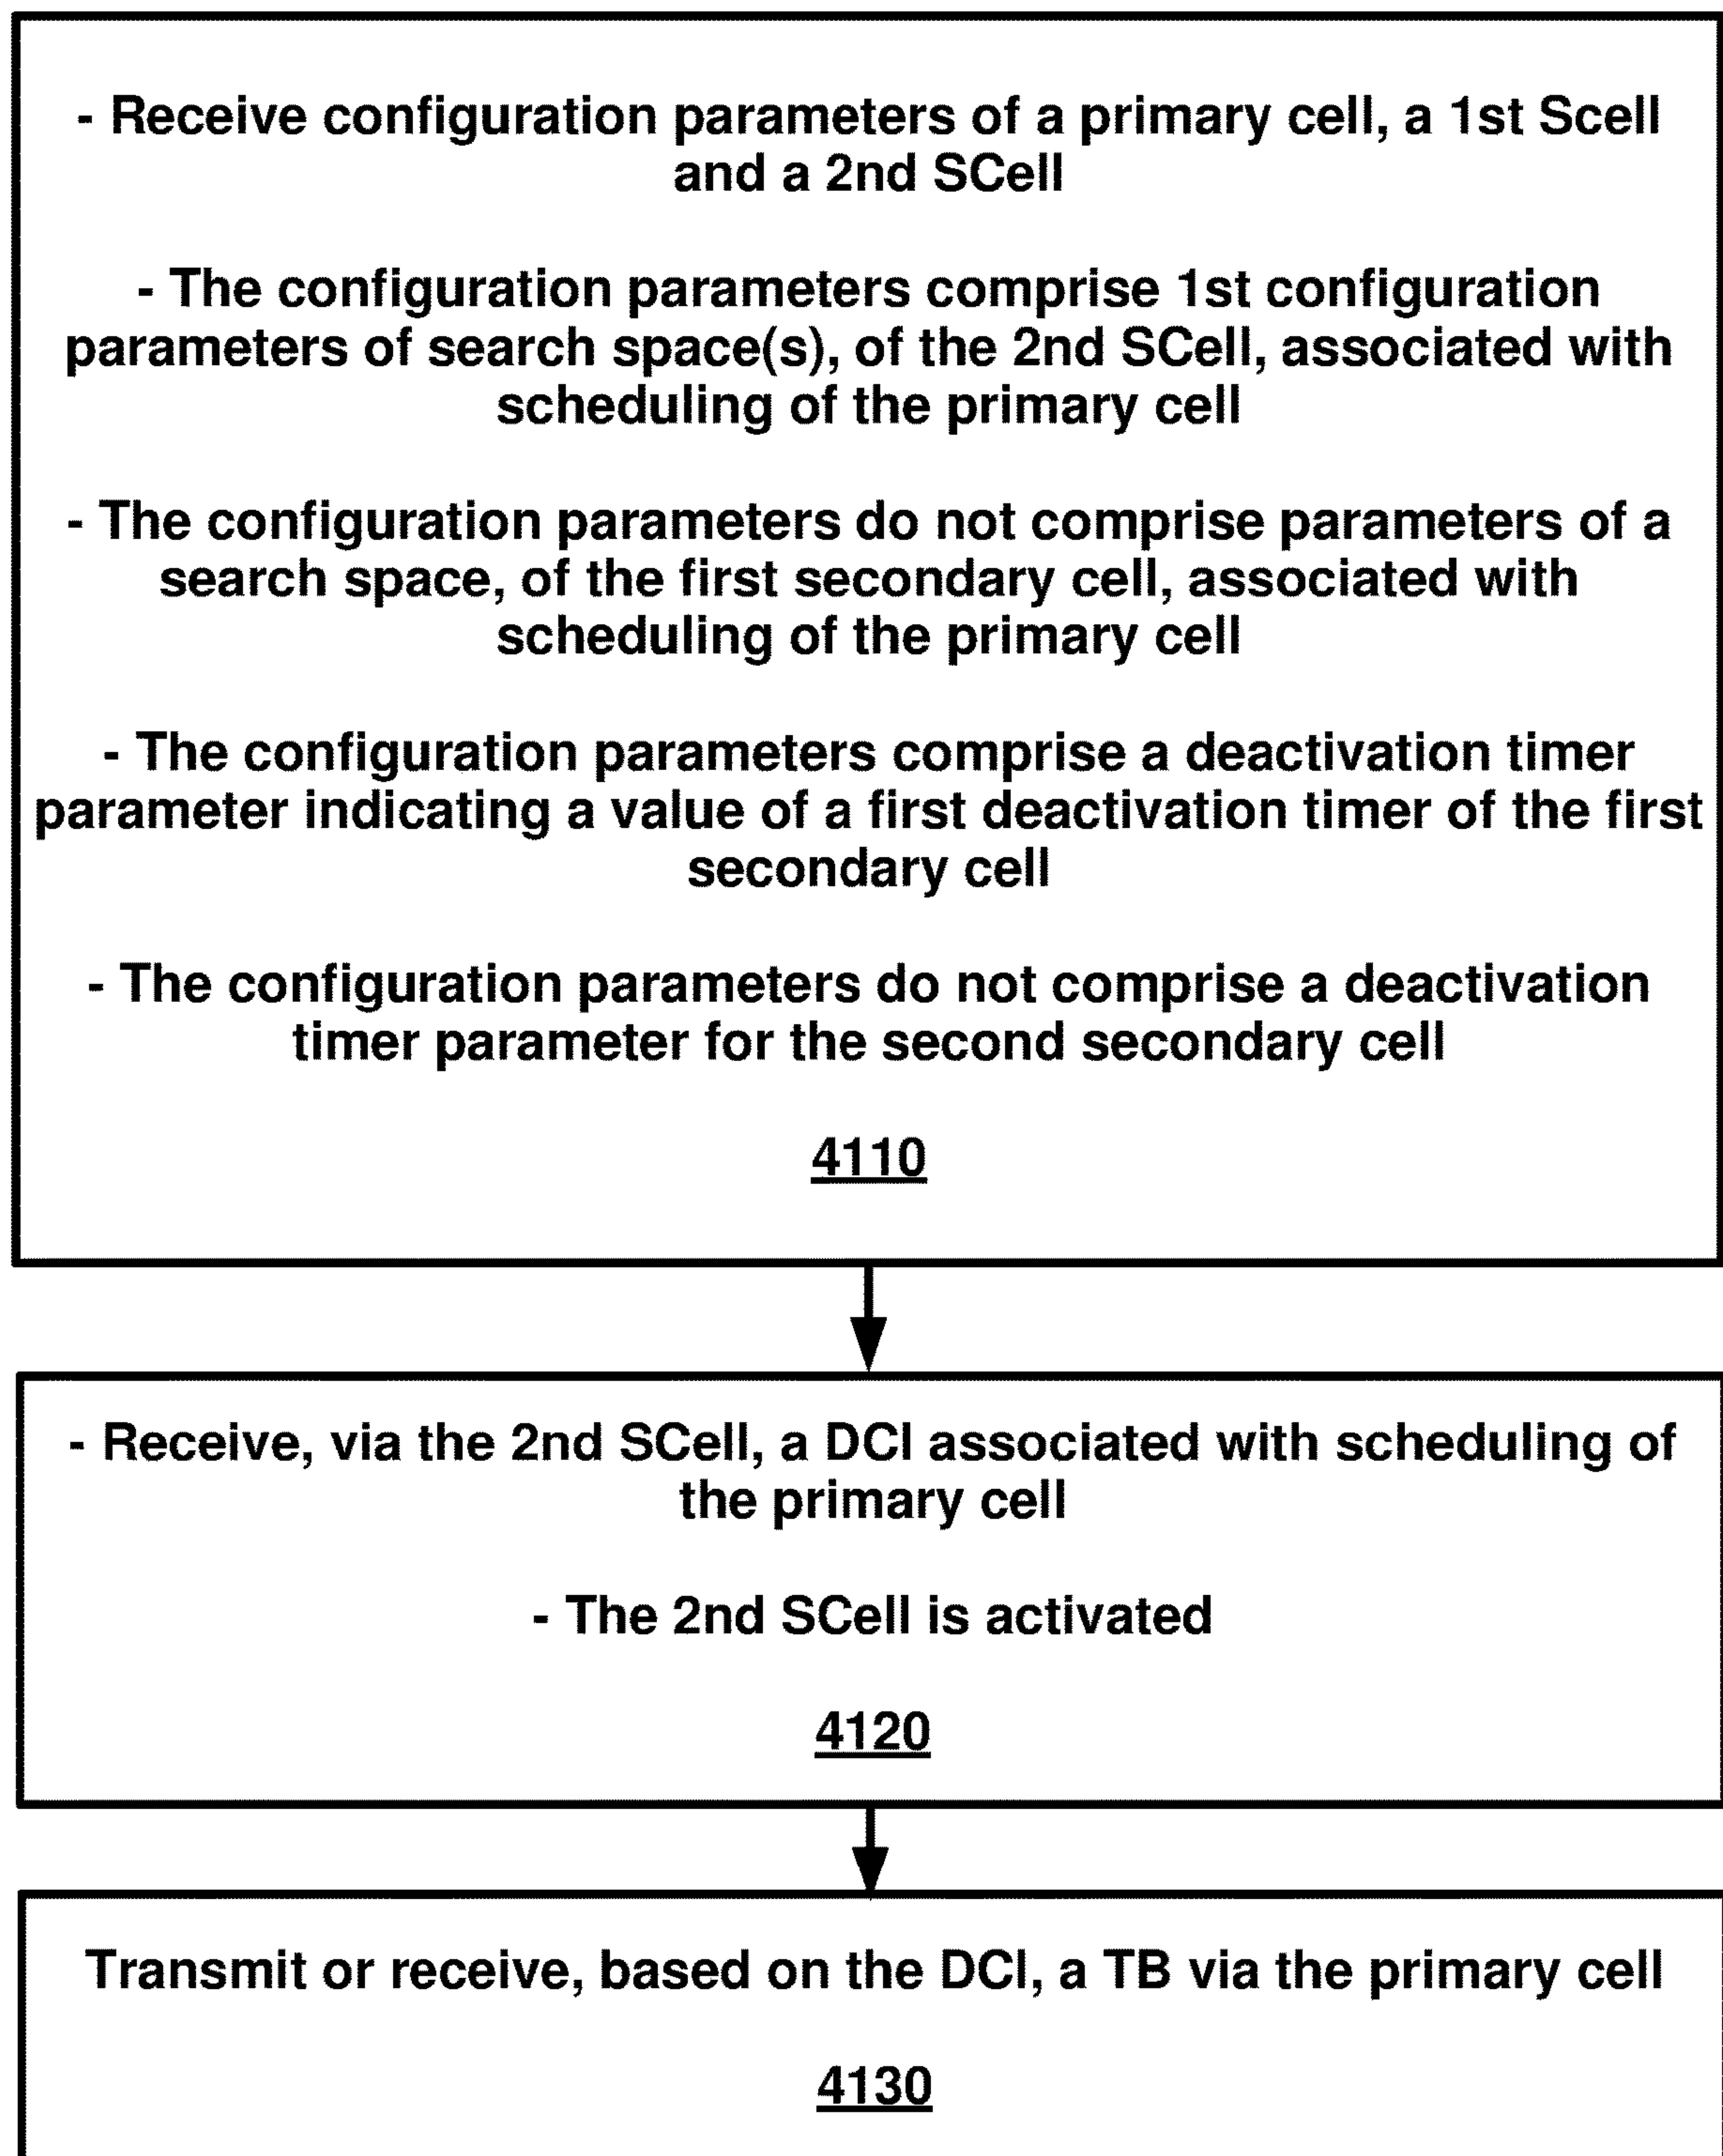 - Receive configuration parameters of a primary cell, a 1st Scell
and a 2nd SCell
- The configuration parameters comprise 1st configuration
parameters of search space(s), of the 2nd SCell, associated with
scheduling of the primary cell
- The configuration parameters do not comprise parameters of a
search space, of the first secondary cell, associated with
scheduling of the primary cell
- The configuration parameters comprise a deactivation timer
parameter indicating a value of a first deactivation timer of the first
secondary cell
- The configuration parameters do not comprise a deactivation
timer parameter for the second secondary cell
4110
- Receive, via the 2nd SCell, a DCI associated with scheduling of
the primary cell
- The 2nd SCell is activated
4120
Transmit or receive, based on the DCI, a TB via the primary cell
4130